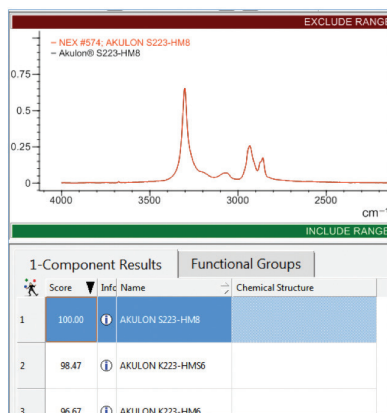 EXCLUDE RANGE
– NEX #574; AKULON S223-HM8
– Akulon® S223-HM8
0.75
0.5
0.25
0
4000 3500 3000 2500
cm⁻¹
INCLUDE RANGE
1-Component Results Functional Groups
Score Info Name Chemical Structure
1 100.00 AKULON S223-HM8
2 98.47 AKULON K223-HMS6
3 96.67 AKULON K223-HM6